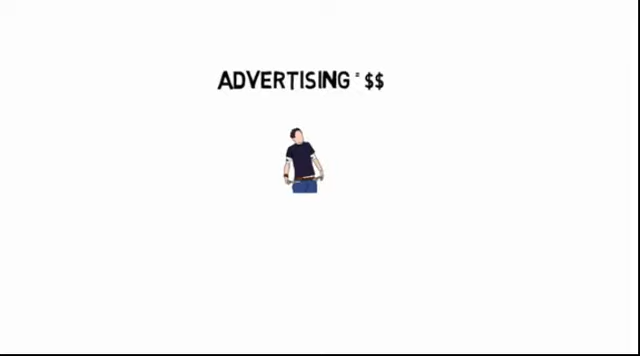 ADVERTISING = $$